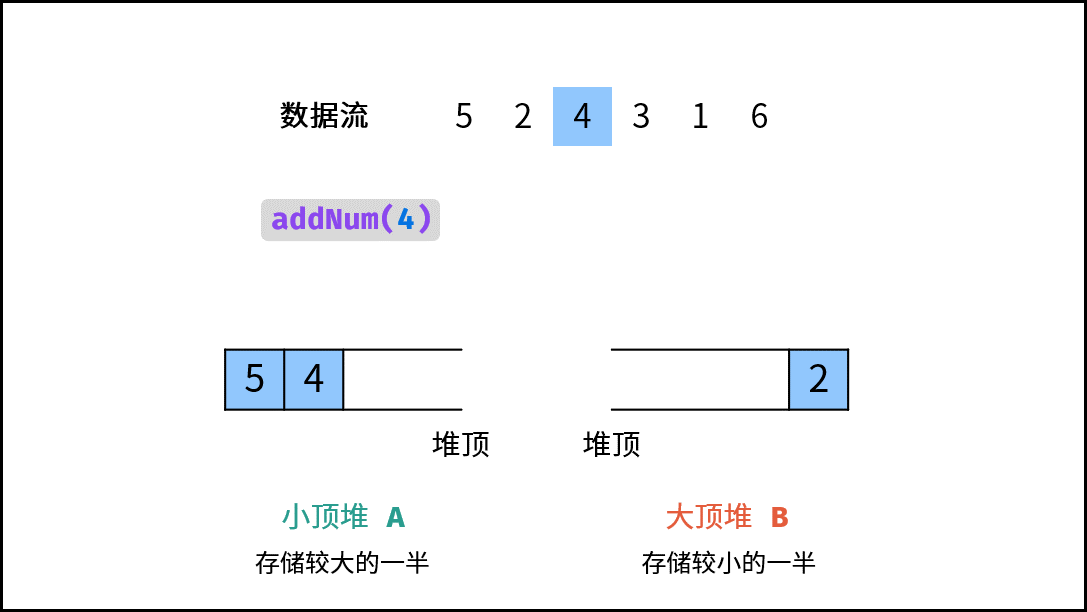 数据流 5 2 4 3 1 6
addNum(4)
5 4 2
堆顶 堆顶
小顶堆 A 大顶堆 B
存储较大的一半 存储较小的一半